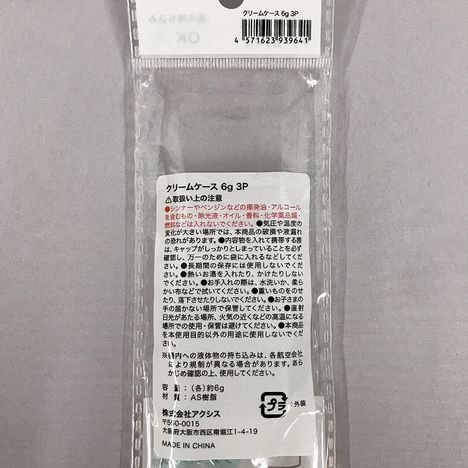 クリームケース 6g 3P
4 571623 939641
クリームケース 6g 3P
⚠取扱い上の注意
●シンナーやベンジンなどの揮発油・アルコール
を含むもの・除光液・オイル・香料・化学薬品類・
燃料などは入れないでください。●気圧や温度の
変化が大きい場所では、本商品の破損や液漏れ
の恐れがあります。●内容物を入れて携帯する際
は、キャップがしっかりとしまっていることを必ず
確認し、万一のために袋に入れるなどしてくださ
い。●長期間の保存には使用しないでくださ
い。●熱いお湯を入れたり、かけたりしないで
ください。●お手入れの際は、水洗いか、柔ら
かい布などで拭いてください。●重いものをのせ
たり、落下させたりしないでください。●お子さまの
手の届かない場所で保管してください。●直射
日光があたる場所、火気の近くなどの高温になる
場所での使用・保管は避けてください。●本商品
を本使用目的以外の用途に使用しないでくださ
い。
※機内への液体物の持ち込みは、各航空会社
により規則が異なる場合があります。あら
かじめ確認の上、使用してください。
容 量：（各）約6g
材 質：AS樹脂
株式会社アクシス
〒550-0015
大阪府大阪市西区南堀江1-4-19
MADE IN CHINA
プラ
：外装